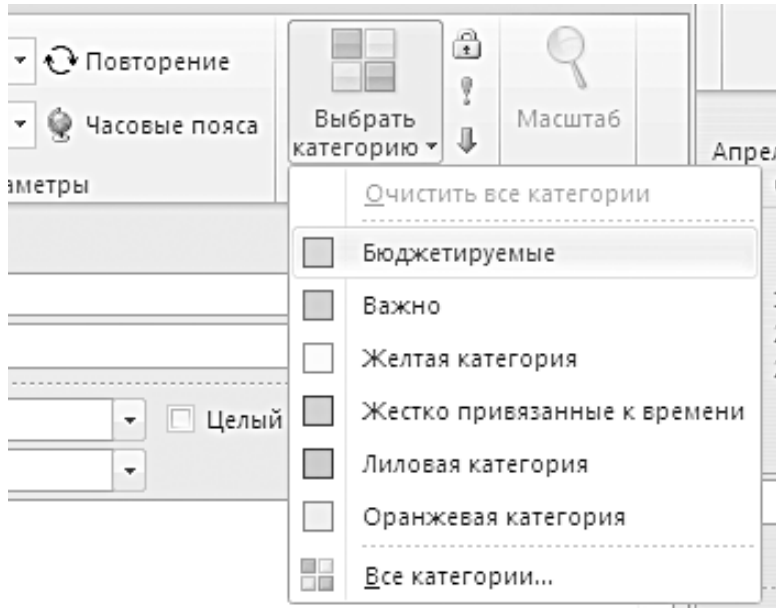 Повторение
Часовые пояса
Выбрать
категорию
Масштаб
аметры
Апрел
Очистить все категории
Бюджетируемые
Важно
Желтая категория
Жестко привязанные к времени
Целый
Лиловая категория
Оранжевая категория
Все категории...